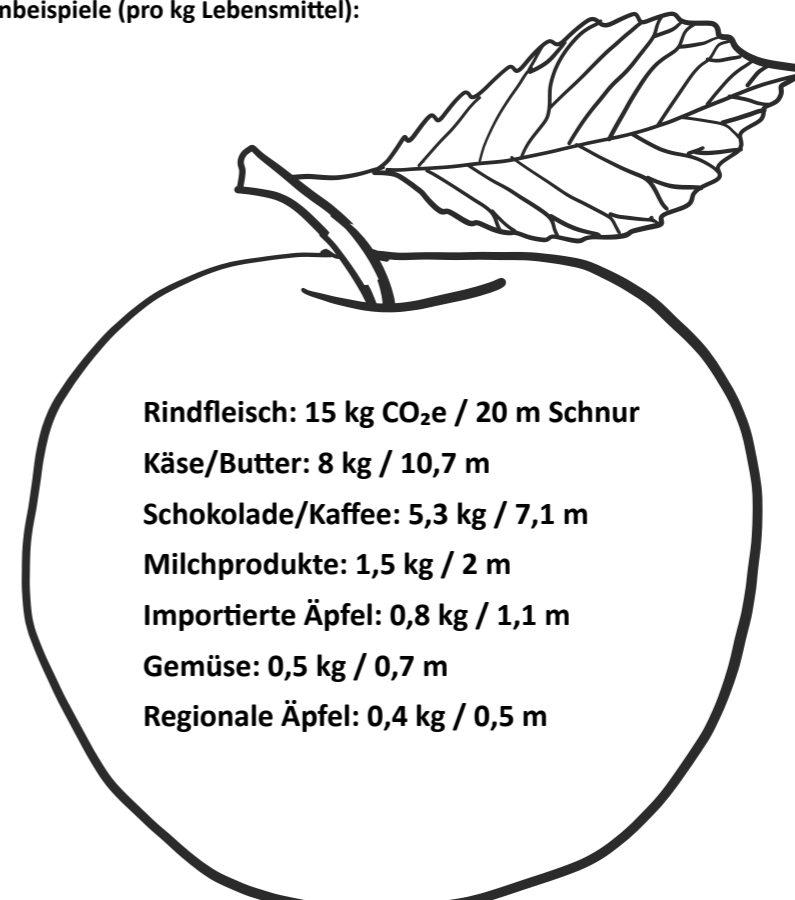 nbeispiele (pro kg Lebensmittel):
Rindfleisch: 15 kg CO₂e / 20 m Schnur
Käse/Butter: 8 kg / 10,7 m
Schokolade/Kaffee: 5,3 kg / 7,1 m
Milchprodukte: 1,5 kg / 2 m
Importierte Äpfel: 0,8 kg / 1,1 m
Gemüse: 0,5 kg / 0,7 m
Regionale Äpfel: 0,4 kg / 0,5 m